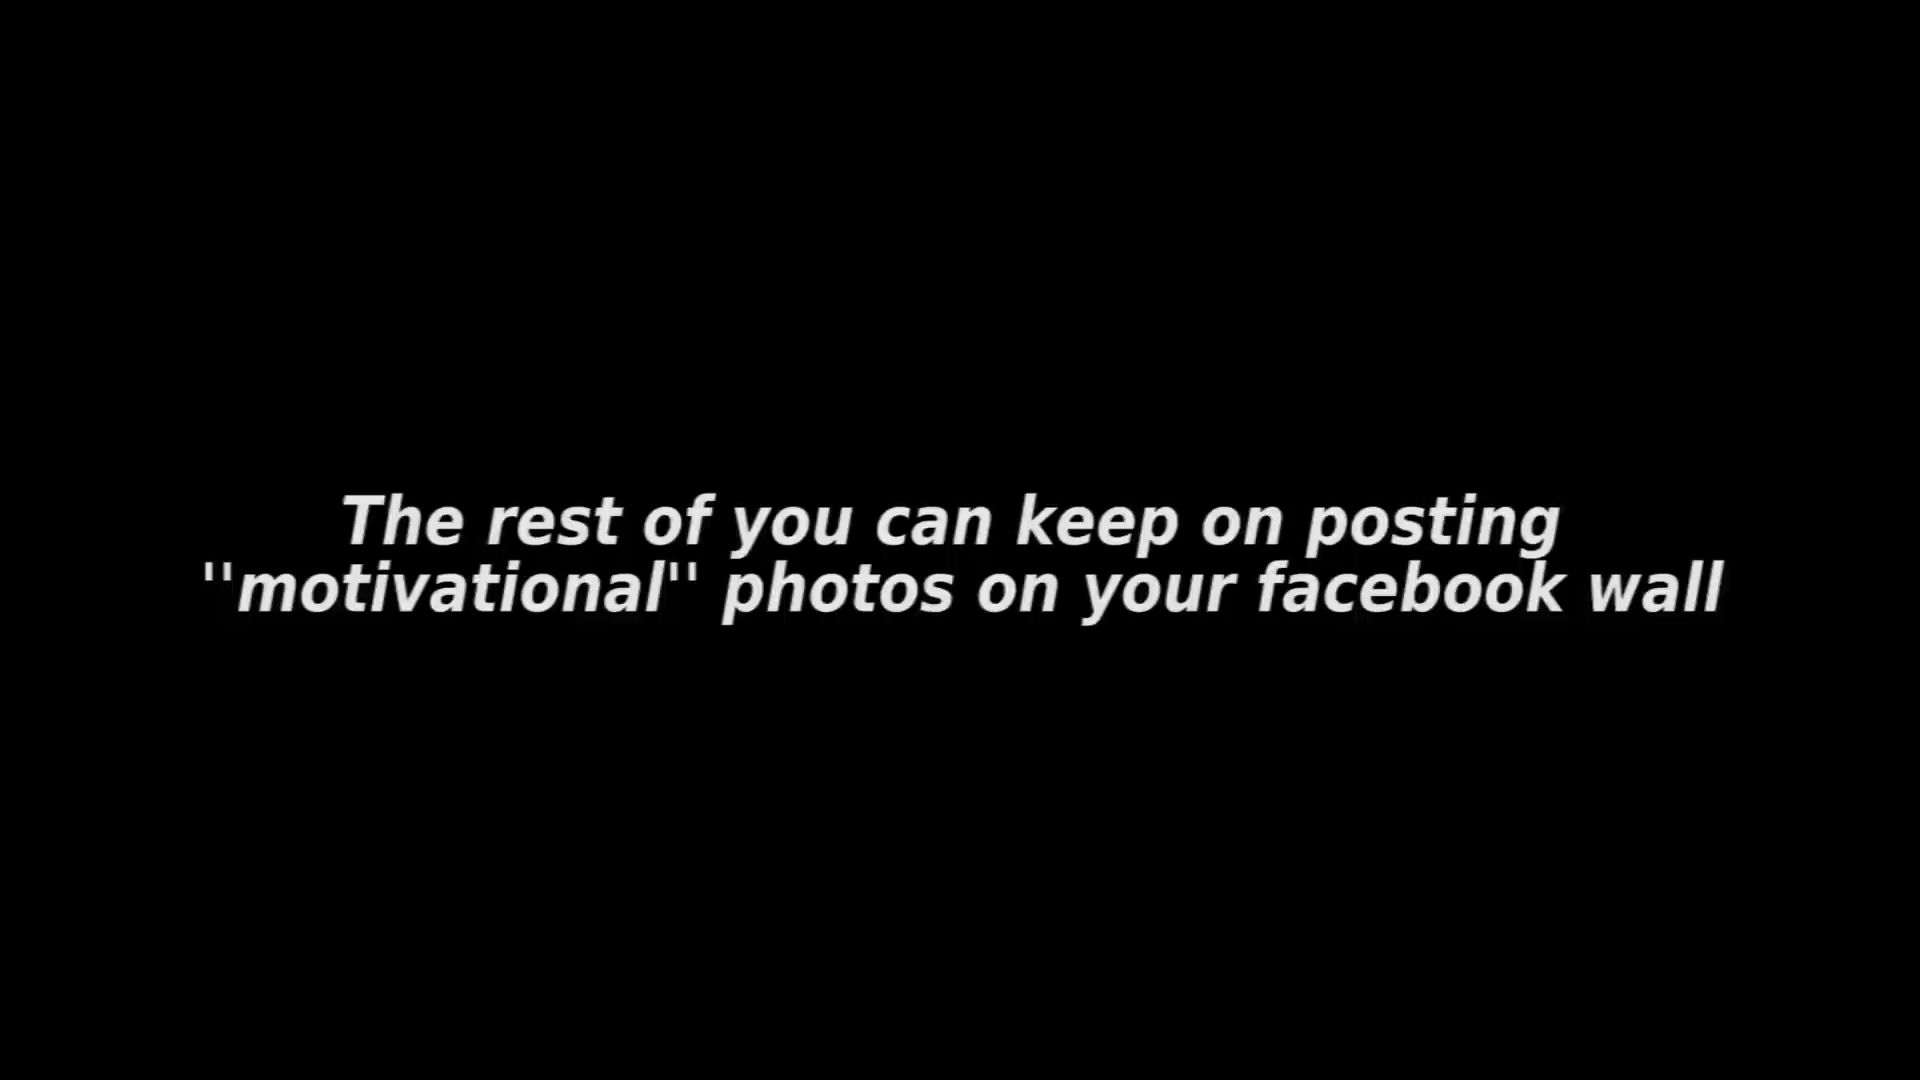 The rest of you can keep on posting
''motivational'' photos on your facebook wall